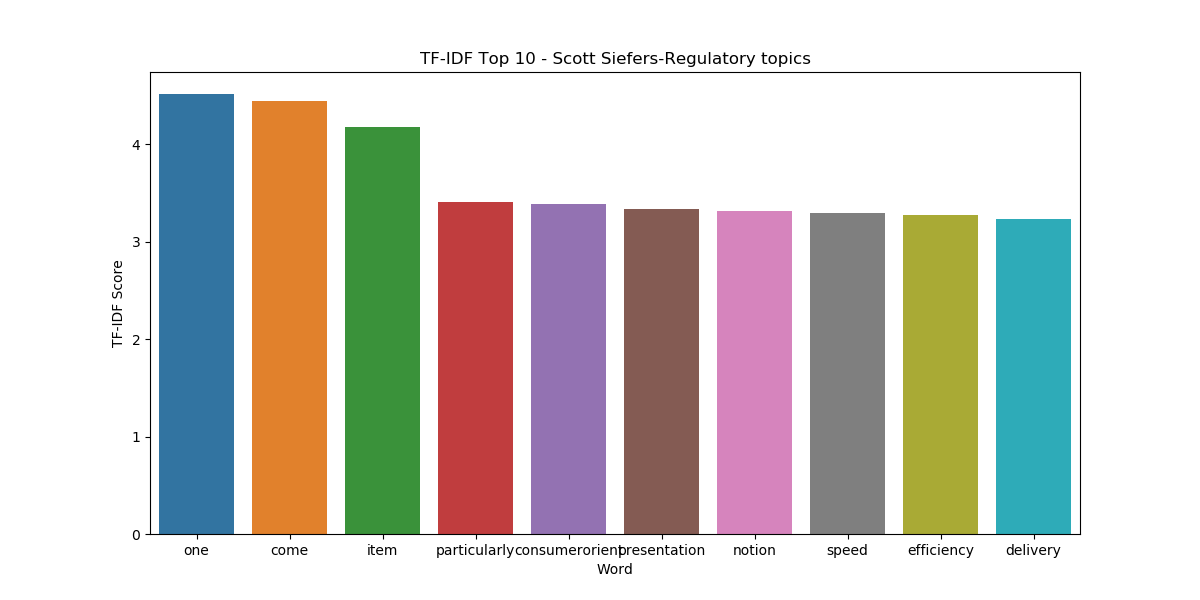 TF-IDF Top 10 - Scott Siefers-Regulatory topics
TF-IDF Score
4
3
2
1
0
one come item particularly consumerorient presentation notion speed efficiency delivery
Word